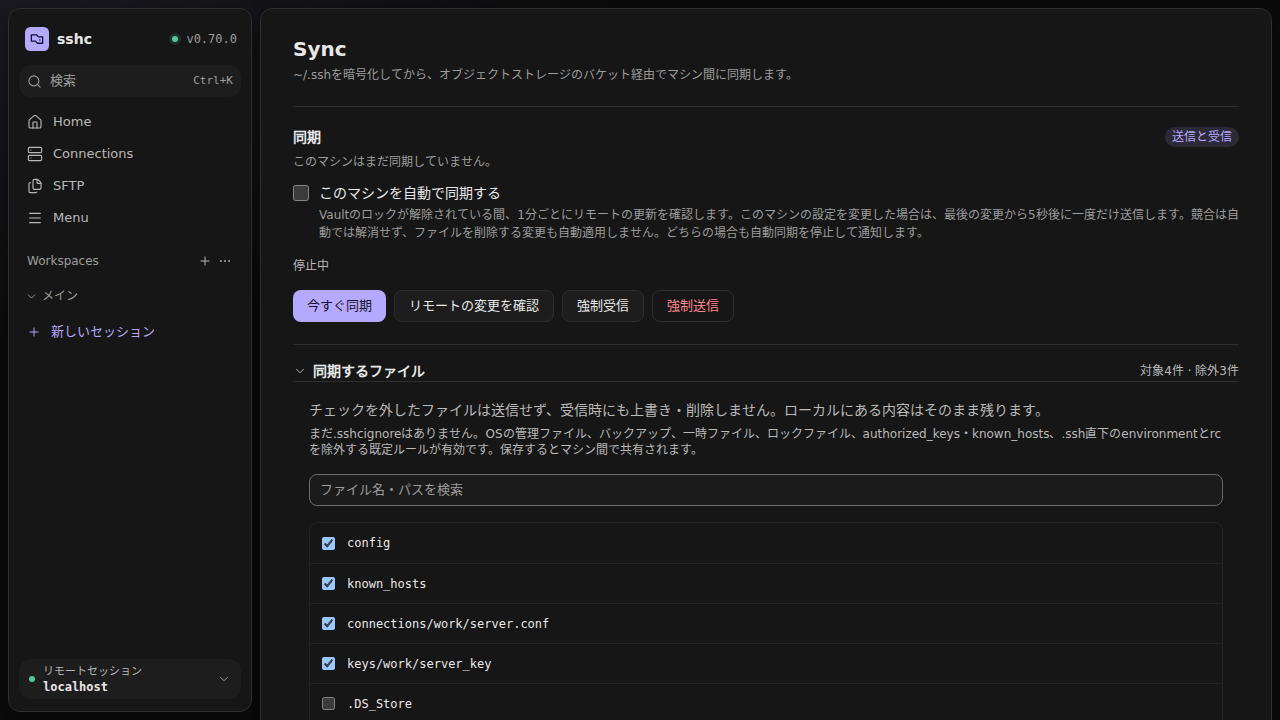 sshc
v0.70.0
検索
Ctrl+K
Home
Connections
SFTP
Menu
Workspaces
メイン
新しいセッション
リモートセッション
localhost
Sync
~/.sshを暗号化してから、オブジェクトストレージのバケット経由でマシン間に同期します。
同期
送信と受信
このマシンはまだ同期していません。
このマシンを自動で同期する
Vaultのロックが解除されている間、1分ごとにリモートの更新を確認します。このマシンの設定を変更した場合は、最後の変更から5秒後に一度だけ送信します。競合は自
動では解消せず、ファイルを削除する変更も自動適用しません。どちらの場合も自動同期を停止して通知します。
停止中
今すぐ同期
リモートの変更を確認
強制受信
強制送信
同期するファイル
対象4件 · 除外3件
チェックを外したファイルは送信せず、受信時にも上書き・削除しません。ローカルにある内容はそのまま残ります。
まだ.sshcignoreはありません。OSの管理ファイル、バックアップ、一時ファイル、ロックファイル、authorized_keys・known_hosts、.ssh直下のenvironmentとrc
を除外する既定ルールが有効です。保存するとマシン間で共有されます。
ファイル名・パスを検索
config
known_hosts
connections/work/server.conf
keys/work/server_key
.DS_Store